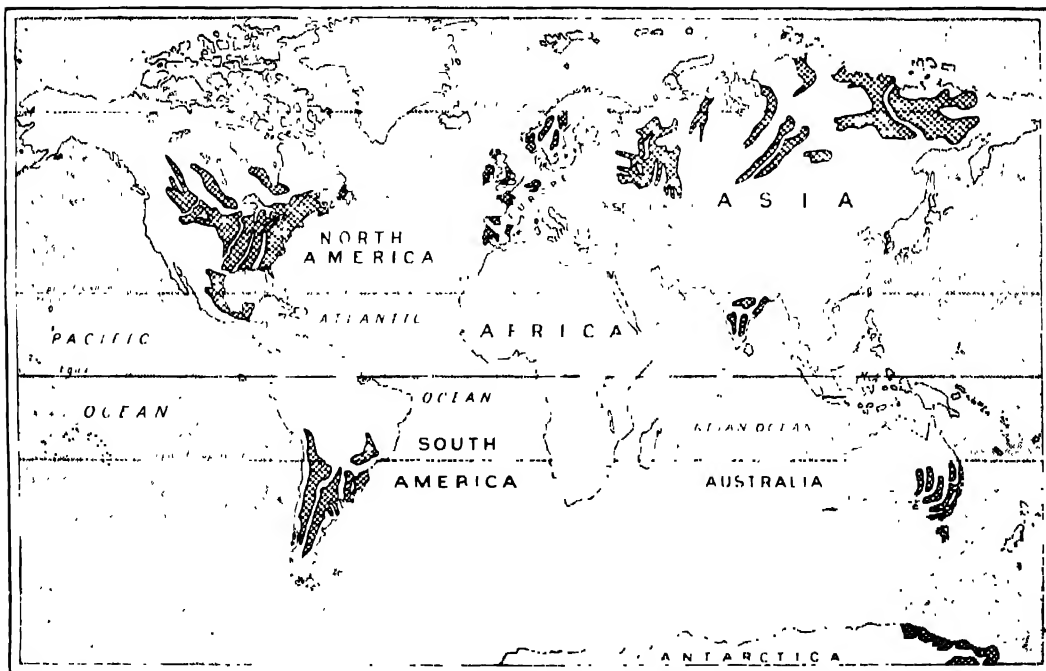 ASIA
NORTH
AMERICA
ATLANTIC
AFRICA
PACIFIC
OCEAN
OCEAN
SOUTH
AMERICA
AUSTRALIA
ANTARCTICA